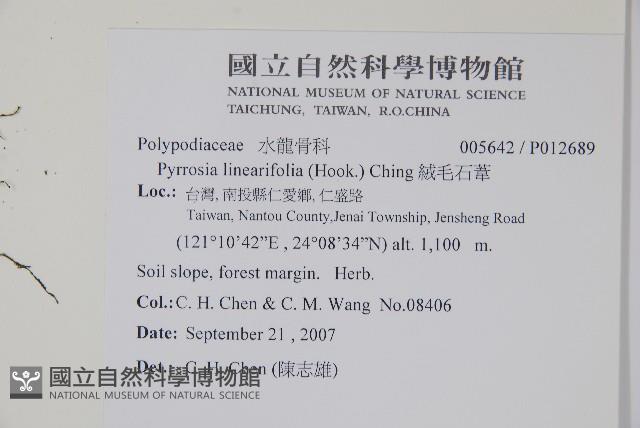 國立自然科學博物館
NATIONAL MUSEUM OF NATURAL SCIENCE
TAICHUNG, TAIWAN, R.O.CHINA
Polypodiaceae 水龍骨科 005642 / P012689
Pyrrosia linearifolia (Hook.) Ching 絨毛石葦
Loc.: 台灣, 南投縣仁愛鄉, 仁盛路
Taiwan, Nantou County,Jenai Township, Jensheng Road
(121°10'42”E , 24°08'34”N) alt. 1,100 m.
Soil slope, forest margin. Herb.
Col.: C. H. Chen & C. M. Wang No.08406
Date: September 21 , 2007
Det.: C. H. Chen (陳志雄)
國立自然科學博物館
NATIONAL MUSEUM OF NATURAL SCIENCE